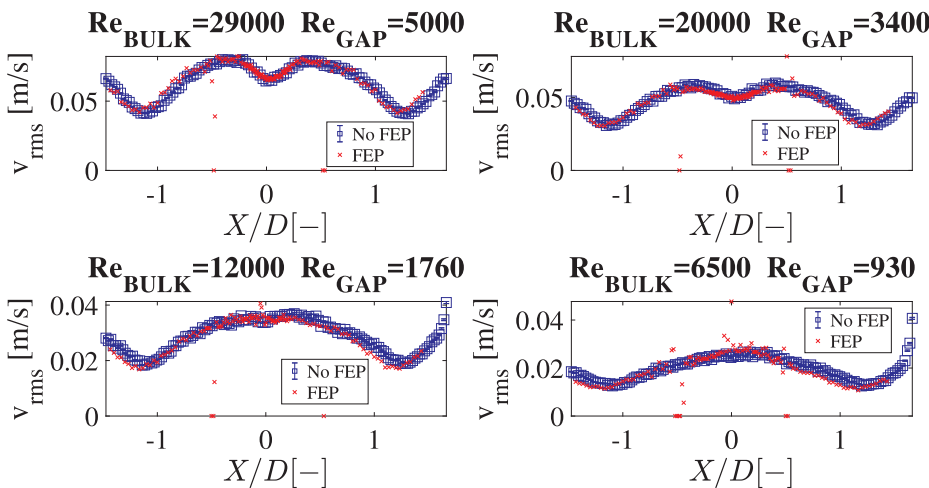 Re_BULK=29000 Re_GAP=5000
v_rms [m/s]
0.05
0
-1 0 1
X/D[−]
No FEP
FEP
Re_BULK=20000 Re_GAP=3400
v_rms [m/s]
0.05
0
-1 0 1
X/D[−]
No FEP
FEP
Re_BULK=12000 Re_GAP=1760
v_rms [m/s]
0.04
0.02
0
-1 0 1
X/D[−]
No FEP
FEP
Re_BULK=6500 Re_GAP=930
v_rms [m/s]
0.04
0.02
0
-1 0 1
X/D[−]
No FEP
FEP